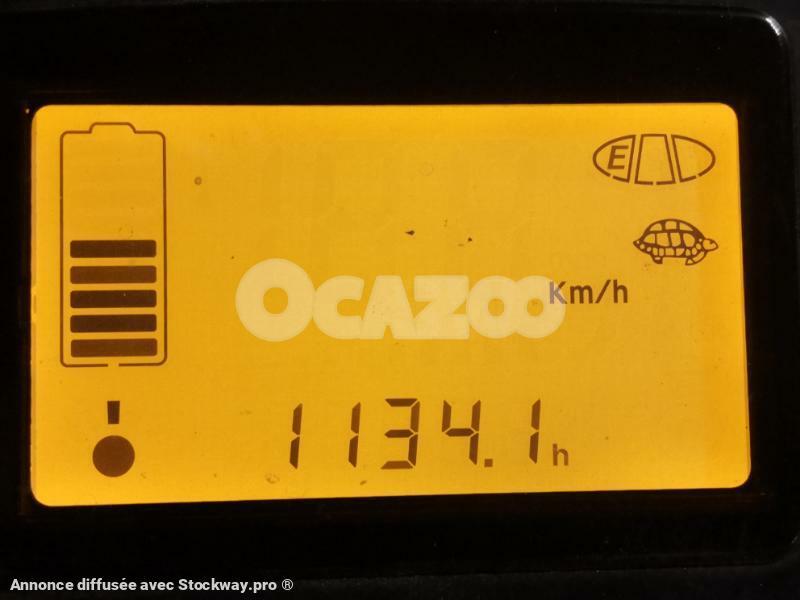 E
Km/h
OCAZOO
1134.1h
Annonce diffusée avec Stockway.pro ®